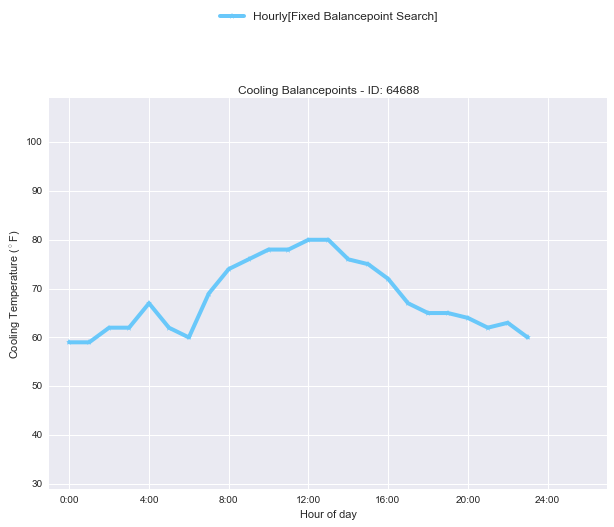 Hourly[Fixed Balancepoint Search]
Cooling Balancepoints - ID: 64688
Cooling Temperature (°F)
100
90
80
70
60
50
40
30
0:00 4:00 8:00 12:00 16:00 20:00 24:00
Hour of day